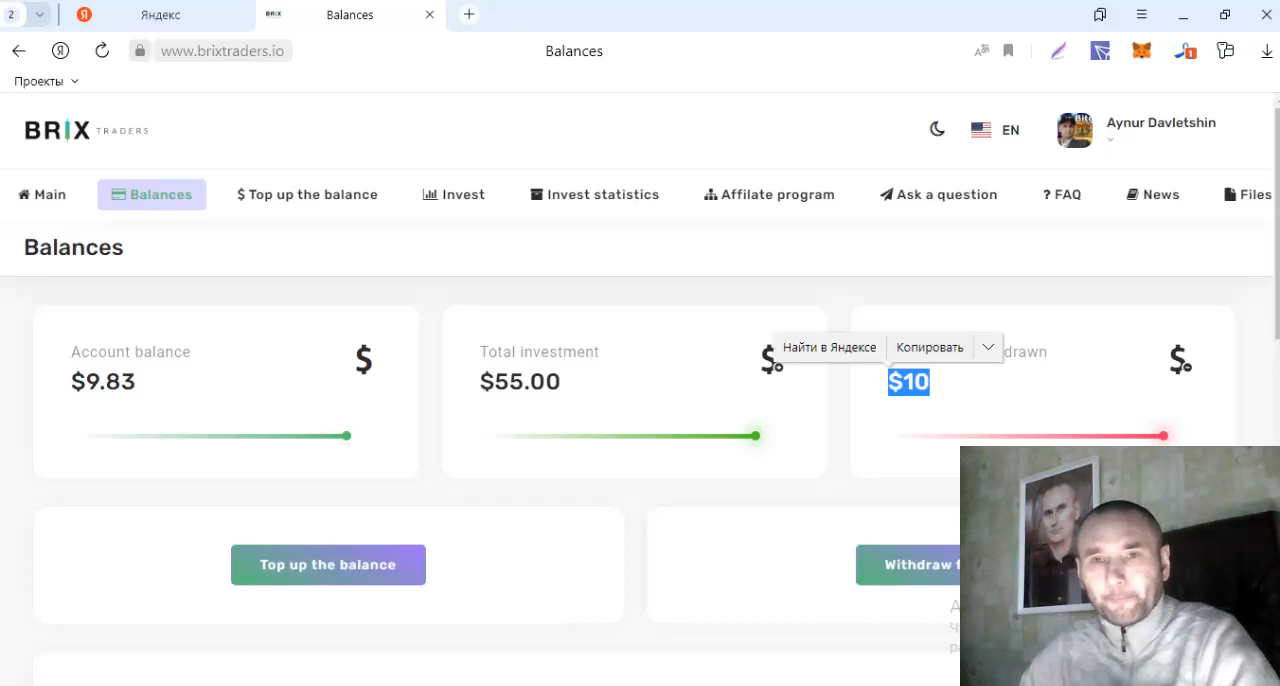 2
Яндекс
BRIX
Balances
www.brixtraders.io
Balances
1
Проекты
BRIX TRADERS
EN
Aynur Davletshin
Main
Balances
$ Top up the balance
Invest
Invest statistics
Affilate program
Ask a question
? FAQ
News
Files
Balances
Account balance
$9.83
$
Total investment
$55.00
$
Найти в Яндексе
Копировать
drawn
$10
$
Top up the balance
Withdraw f